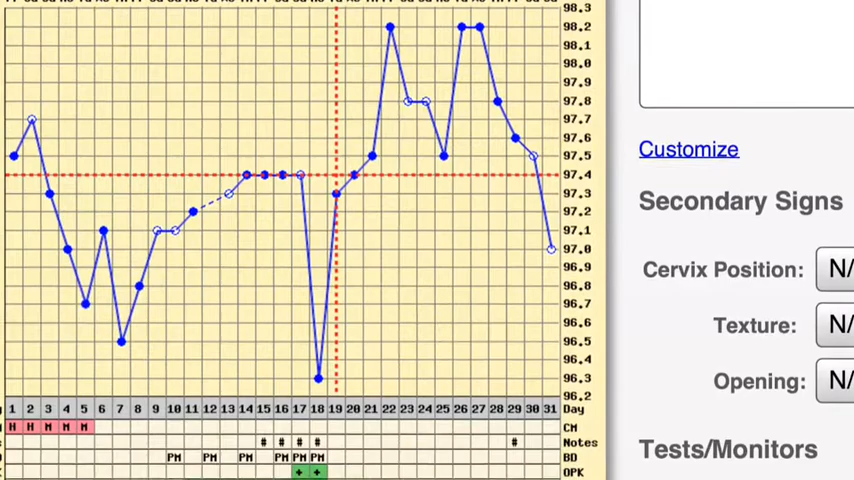 98.3
98.2
98.1
98.0
97.9
97.8
97.7
97.6
97.5
Customize
97.4
97.3
Secondary Signs
97.2
97.1
97.0
Cervix Position: N/
96.9
96.8
96.7
96.6
Texture: N/
96.5
96.4
96.3
Opening: N/
96.2
1 2 3 4 5 6 7 8 9 10 11 12 13 14 15 16 17 18 19 20 21 22 23 24 25 26 27 28 29 30 31 Day
M M M M M CM
# # # # # Notes
PM PM PM PM PM PM BD
+ + OPK
Tests/Monitors